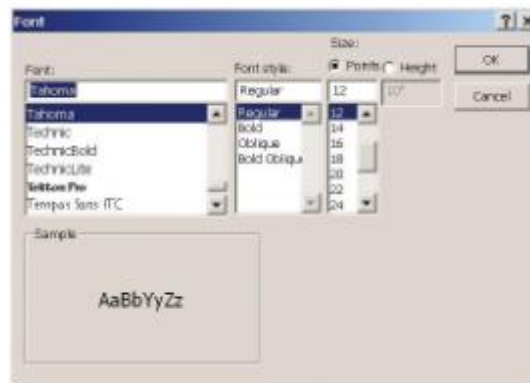 Font
Size:
Font:
Font style:
Points
Height
OK
Tahoma
Regular
12
10"
Cancel
Tahoma
Technic
TechnicBold
TechnicLite
Tekton Pro
Tempus Sans ITC
Regular
Bold
Oblique
Bold Oblique
12
14
16
18
20
22
24
Sample
AaBbYyZz